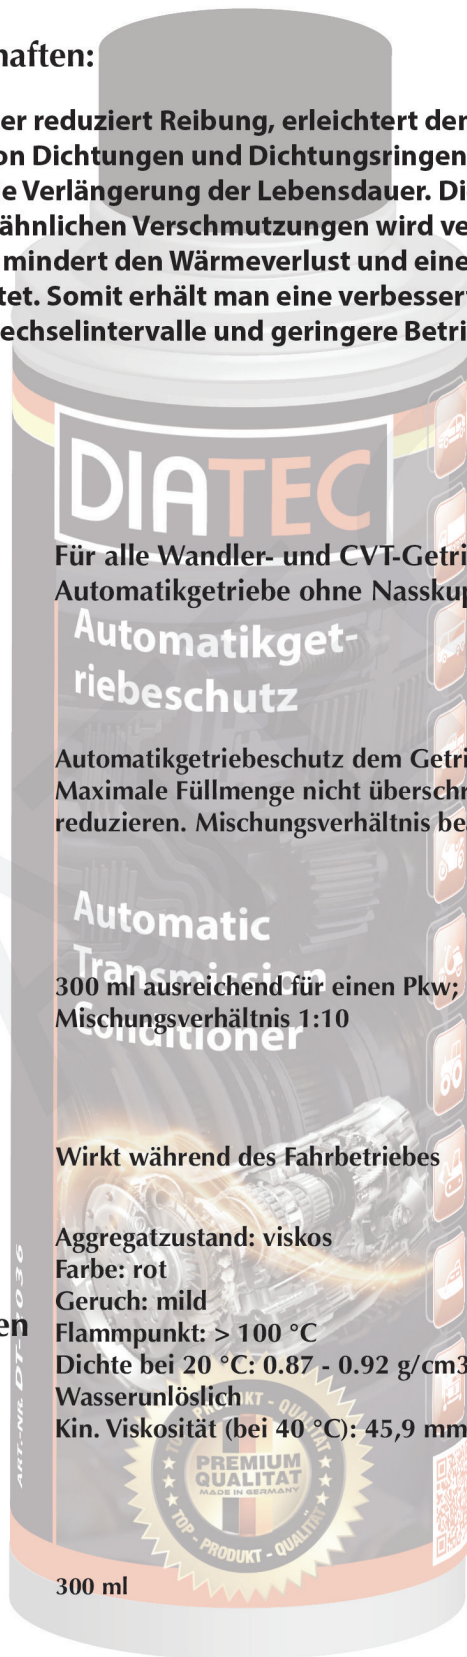 haften:
er reduziert Reibung, erleichtert der
on Dichtungen und Dichtungsringen
e Verlängerung der Lebensdauer. Di
ähnlichen Verschmutzungen wird ve
mindert den Wärmeverlust und eine
tet. Somit erhält man eine verbessert
echselintervalle und geringere Betri
DIATEC
Für alle Wandler- und CVT-Getri
Automatikgetriebe ohne Nasskup
Automatikget-
riebeschutz
Automatikgetriebeschutz dem Getri
Maximale Füllmenge nicht überschr
reduzieren. Mischungsverhältnis be
Automatic
Transmission
Conditioner
300 ml ausreichend für einen Pkw;
Mischungsverhältnis 1:10
Wirkt während des Fahrbetriebes
Aggregatzustand: viskos
Farbe: rot
Geruch: mild
en
Flammpunkt: > 100 °C
Dichte bei 20 °C: 0.87 - 0.92 g/cm3
Wasserunlöslich
Kin. Viskosität (bei 40 °C): 45,9 mm
TOP - PRODUKT - QUALITÄT
PREMIUM
QUALITÄT
MADE IN GERMANY
TOP - PRODUKT - QUALITÄT
300 ml